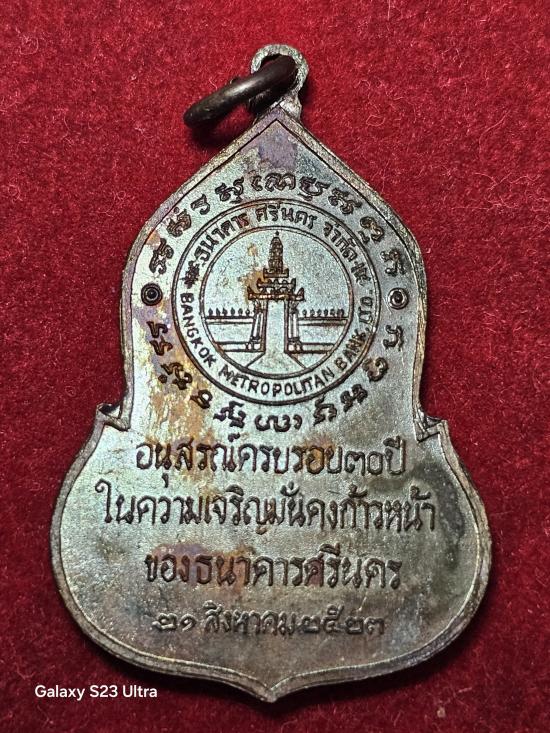 ธนาคาร ศรีนคร จำกัด
BANGKOK METROPOLITAN BANK, LTD.
อนุสรณ์ครบรอบ๓๐ปี
ในความเจริญมั่นคงก้าวหน้า
ของธนาคารศรีนคร
๒๑ สิงหาคม๒๕๒๓
Galaxy S23 Ultra